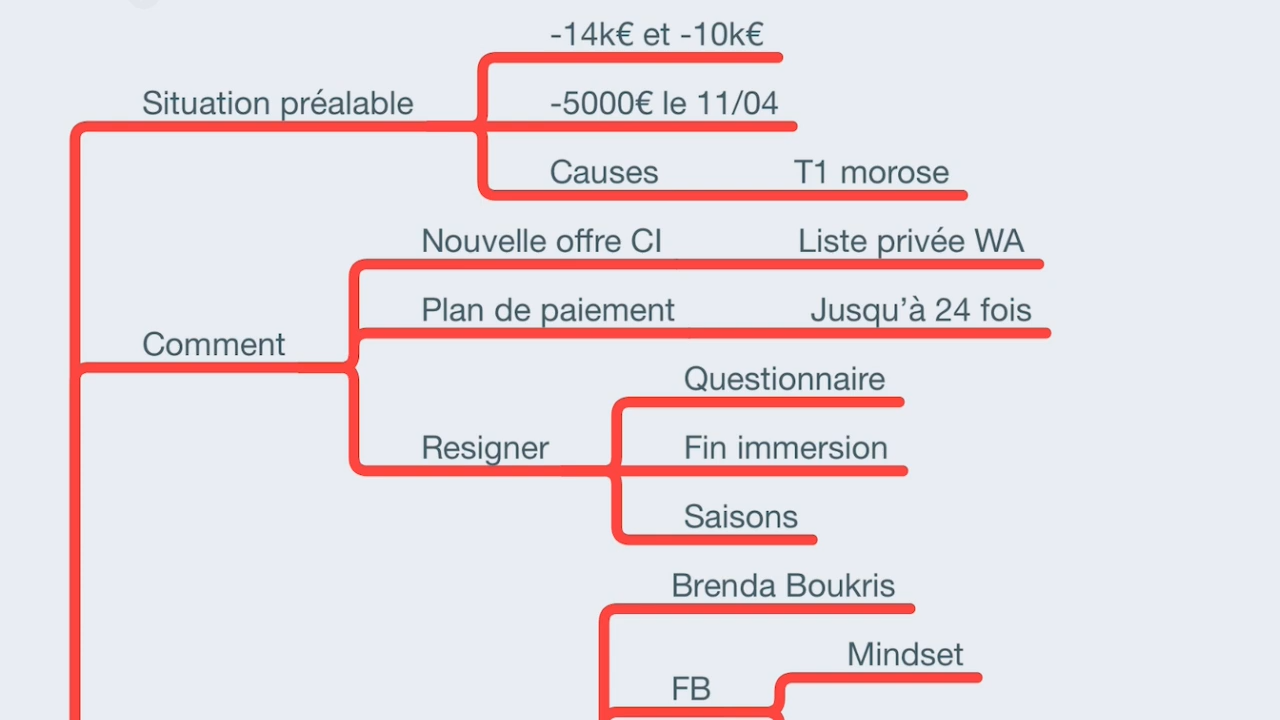 -14k€ et -10k€
Situation préalable
-5000€ le 11/04
Causes
T1 morose
Nouvelle offre CI
Liste privée WA
Plan de paiement
Jusqu’à 24 fois
Comment
Questionnaire
Resigner
Fin immersion
Saisons
Brenda Boukris
Mindset
FB